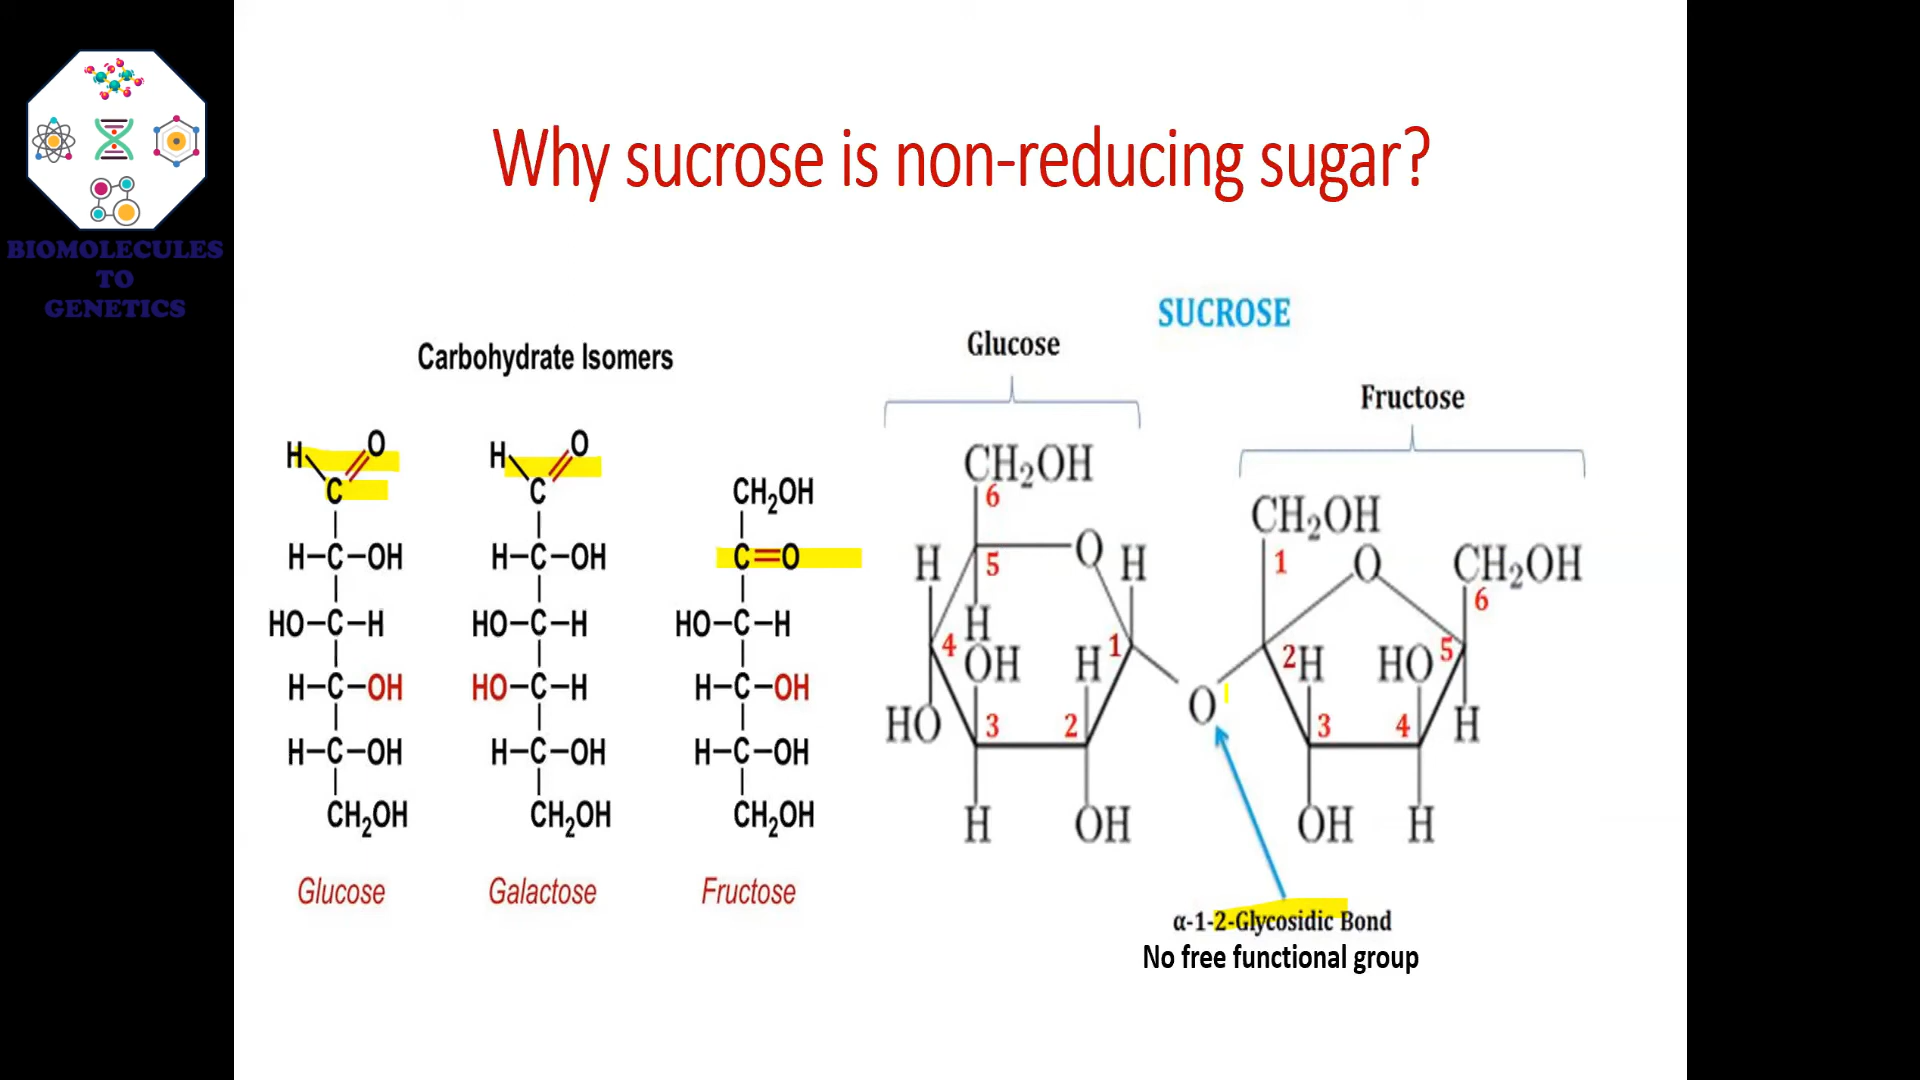 BIOMOLECULES
TO
GENETICS
Why sucrose is non-reducing sugar?
Carbohydrate Isomers
H O
C
H-C-OH
HO-C-H
H-C-OH
H-C-OH
CH₂OH
Glucose
H O
C
H-C-OH
HO-C-H
HO-C-H
H-C-OH
CH₂OH
Galactose
CH₂OH
C=O
HO-C-H
H-C-OH
H-C-OH
CH₂OH
Fructose
SUCROSE
Glucose
Fructose
CH₂OH
6
H 5 O H
H
4 OH H 1
HO 3 2
H OH
O
CH₂OH
1 O CH₂OH
6
2 H HO 5
3 4 H
OH H
α-1-2-Glycosidic Bond
No free functional group